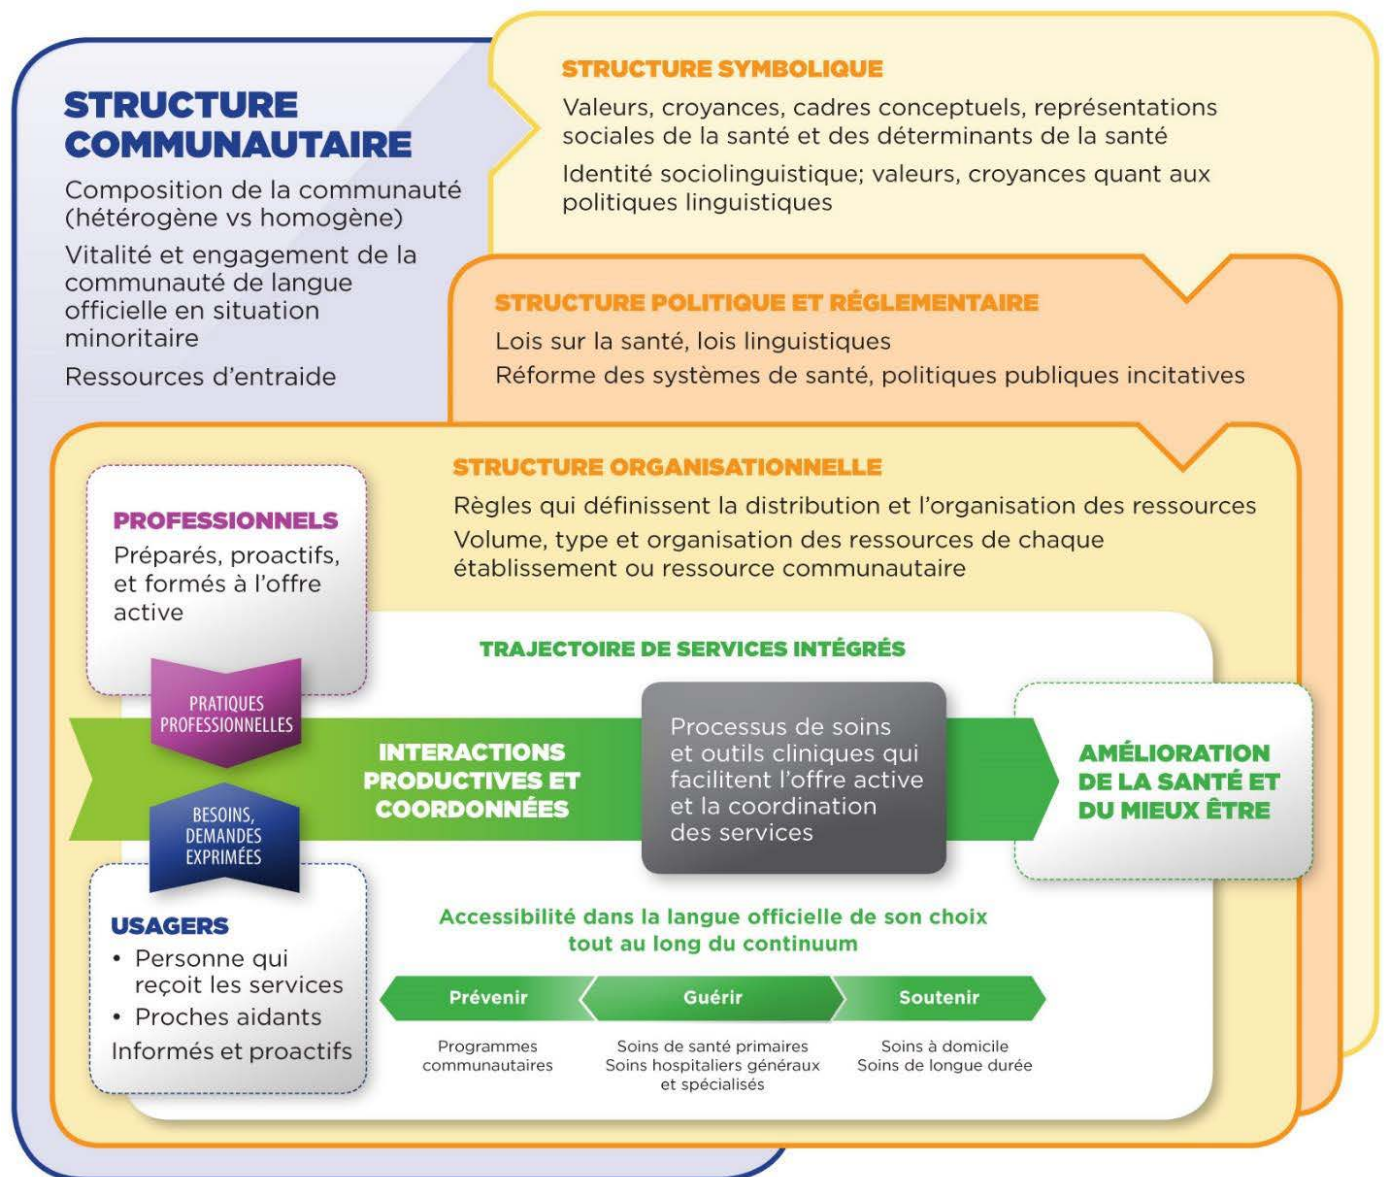 STRUCTURE
COMMUNAUTAIRE
Composition de la communauté
(hétérogène vs homogène)
Vitalité et engagement de la
communauté de langue
officielle en situation
minoritaire
Ressources d'entraide
STRUCTURE SYMBOLIQUE
Valeurs, croyances, cadres conceptuels, représentations
sociales de la santé et des déterminants de la santé
Identité sociolinguistique; valeurs, croyances quant aux
politiques linguistiques
STRUCTURE POLITIQUE ET RÉGLEMENTAIRE
Lois sur la santé, lois linguistiques
Réforme des systèmes de santé, politiques publiques incitatives
STRUCTURE ORGANISATIONNELLE
Règles qui définissent la distribution et l'organisation des ressources
Volume, type et organisation des ressources de chaque
établissement ou ressource communautaire
PROFESSIONNELS
Préparés, proactifs,
et formés à l'offre
active
PRATIQUES
PROFESSIONNELLES
BESOINS,
DEMANDES
EXPRIMÉES
USAGERS
• Personne qui
reçoit les services
• Proches aidants
Informés et proactifs
TRAJECTOIRE DE SERVICES INTÉGRÉS
INTERACTIONS
PRODUCTIVES ET
COORDONNÉES
Processus de soins
et outils cliniques qui
facilitent l'offre active
et la coordination
des services
AMÉLIORATION
DE LA SANTÉ ET
DU MIEUX ÊTRE
Accessibilité dans la langue officielle de son choix
tout au long du continuum
Prévenir
Guérir
Soutenir
Programmes
communautaires
Soins de santé primaires
Soins hospitaliers généraux
et spécialisés
Soins à domicile
Soins de longue durée